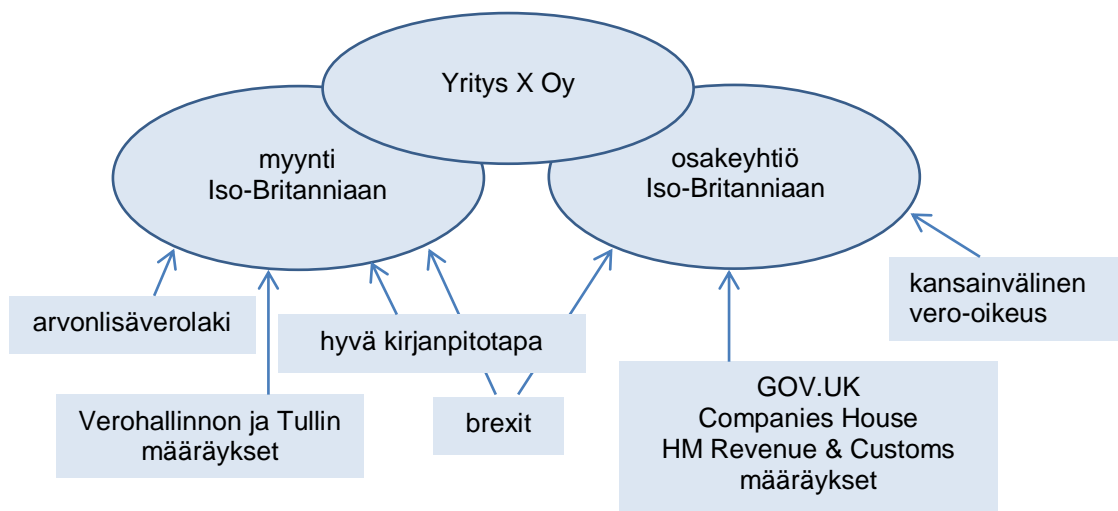 Yritys X Oy
myynti
Iso-Britanniaan
osakeyhtiö
Iso-Britanniaan
arvonlisäverolaki
hyvä kirjanpitotapa
kansainvälinen
vero-oikeus
Verohallinnon ja Tullin
määräykset
brexit
GOV.UK
Companies House
HM Revenue & Customs
määräykset